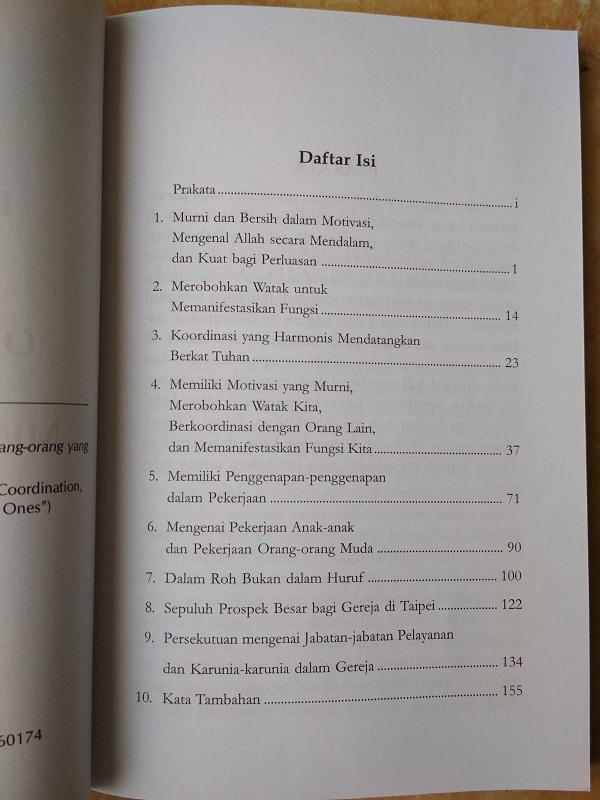 ang-orang yang
Coordination,
Ones")
60174
Daftar Isi
Prakata ........ i
1. Murni dan Bersih dalam Motivasi,
Mengenal Allah secara Mendalam,
dan Kuat bagi Perluasan ........ 1
2. Merobohkan Watak untuk
Memanifestasikan Fungsi ........ 14
3. Koordinasi yang Harmonis Mendatangkan
Berkat Tuhan ........ 23
4. Memiliki Motivasi yang Murni,
Merobohkan Watak Kita,
Berkoordinasi dengan Orang Lain,
dan Memanifestasikan Fungsi Kita ........ 37
5. Memiliki Penggenapan-penggenapan
dalam Pekerjaan ........ 71
6. Mengenai Pekerjaan Anak-anak
dan Pekerjaan Orang-orang Muda ........ 90
7. Dalam Roh Bukan dalam Huruf ........ 100
8. Sepuluh Prospek Besar bagi Gereja di Taipei ........ 122
9. Persekutuan mengenai Jabatan-jabatan Pelayanan
dan Karunia-karunia dalam Gereja ........ 134
10. Kata Tambahan ........ 155